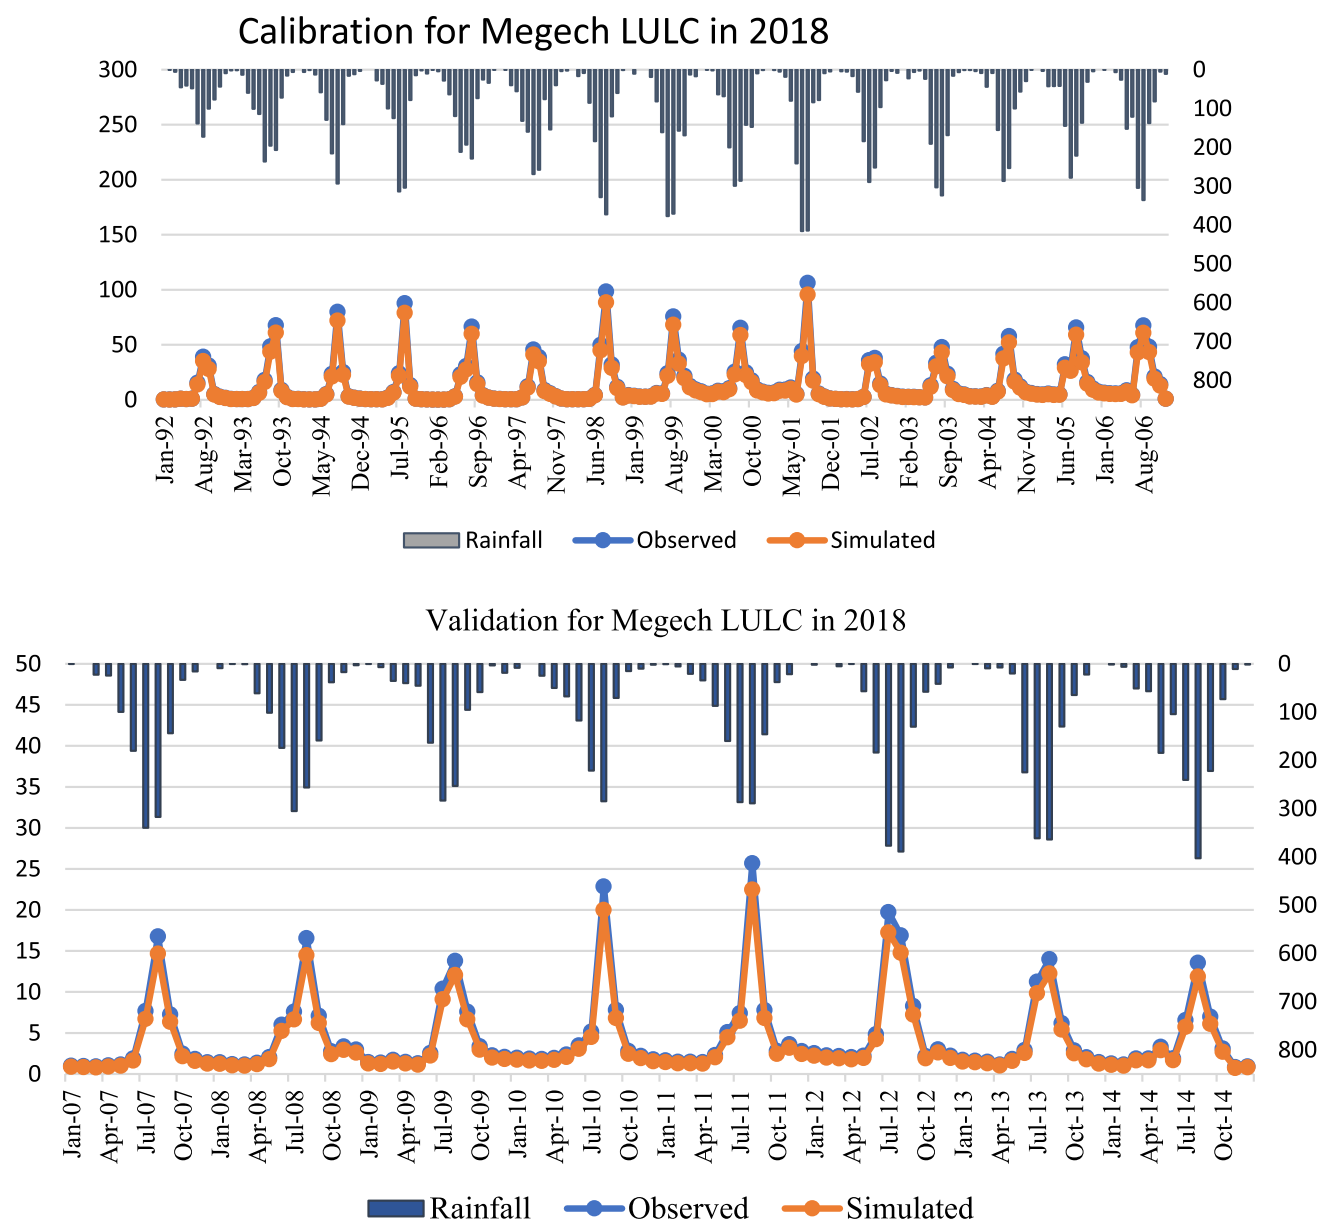 Calibration for Megech LULC in 2018
300
250
200
150
100
50
0
0
100
200
300
400
500
600
700
800
Jan-92
Aug-92
Mar-93
Oct-93
May-94
Dec-94
Jul-95
Feb-96
Sep-96
Apr-97
Nov-97
Jun-98
Jan-99
Aug-99
Mar-00
Oct-00
May-01
Dec-01
Jul-02
Feb-03
Sep-03
Apr-04
Nov-04
Jun-05
Jan-06
Aug-06
Rainfall Observed Simulated
Validation for Megech LULC in 2018
50
45
40
35
30
25
20
15
10
5
0
0
100
200
300
400
500
600
700
800
Jan-07
Apr-07
Jul-07
Oct-07
Jan-08
Apr-08
Jul-08
Oct-08
Jan-09
Apr-09
Jul-09
Oct-09
Jan-10
Apr-10
Jul-10
Oct-10
Jan-11
Apr-11
Jul-11
Oct-11
Jan-12
Apr-12
Jul-12
Oct-12
Jan-13
Apr-13
Jul-13
Oct-13
Jan-14
Apr-14
Jul-14
Oct-14
Rainfall Observed Simulated